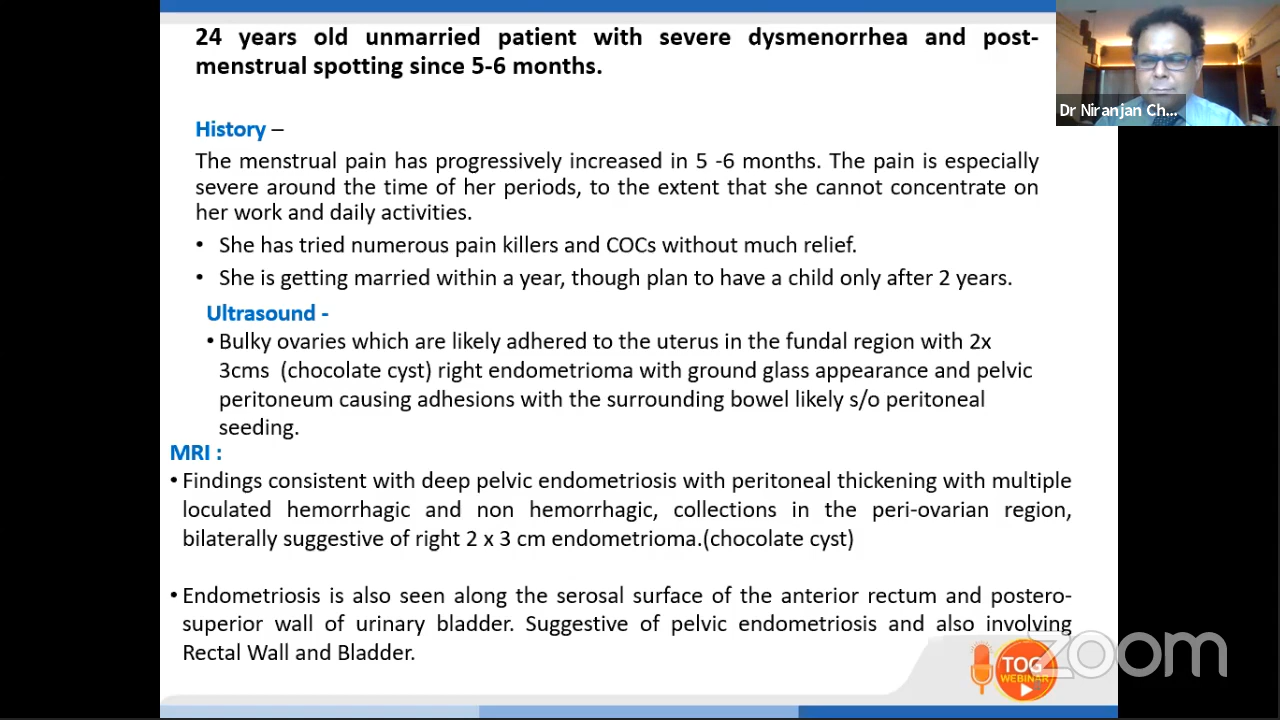 24 years old unmarried patient with severe dysmenorrhea and post-
menstrual spotting since 5-6 months.
Dr Niranjan Ch...
History –
The menstrual pain has progressively increased in 5 -6 months. The pain is especially
severe around the time of her periods, to the extent that she cannot concentrate on
her work and daily activities.
• She has tried numerous pain killers and COCs without much relief.
• She is getting married within a year, though plan to have a child only after 2 years.
Ultrasound -
• Bulky ovaries which are likely adhered to the uterus in the fundal region with 2x
3cms (chocolate cyst) right endometrioma with ground glass appearance and pelvic
peritoneum causing adhesions with the surrounding bowel likely s/o peritoneal
seeding.
MRI :
• Findings consistent with deep pelvic endometriosis with peritoneal thickening with multiple
loculated hemorrhagic and non hemorrhagic, collections in the peri-ovarian region,
bilaterally suggestive of right 2 x 3 cm endometrioma.(chocolate cyst)
• Endometriosis is also seen along the serosal surface of the anterior rectum and postero-
superior wall of urinary bladder. Suggestive of pelvic endometriosis and also involving
Rectal Wall and Bladder.
TOG
WEBINAR
zoom